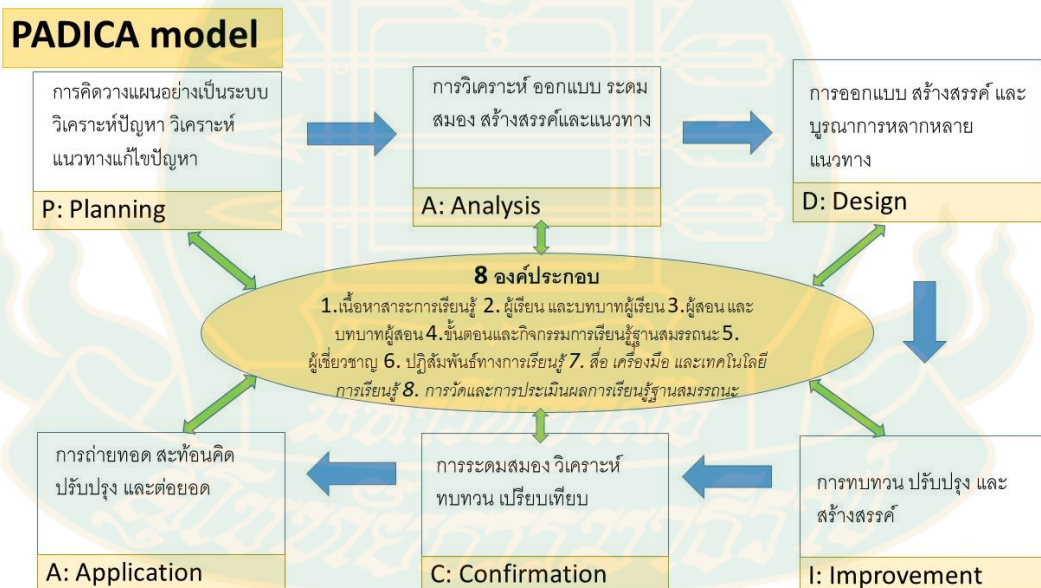 PADICA model
การคิดวางแผนอย่างเป็นระบบ
วิเคราะห์ปัญหา วิเคราะห์
แนวทางแก้ไขปัญหา
P: Planning
การวิเคราะห์ ออกแบบ ระดม
สมอง สร้างสรรค์และแนวทาง
A: Analysis
การออกแบบ สร้างสรรค์ และ
บูรณาการหลากหลาย
แนวทาง
D: Design
8 องค์ประกอบ
1.เนื้อหาสาระการเรียนรู้ 2. ผู้เรียน และบทบาทผู้เรียน 3.ผู้สอน และ
บทบาทผู้สอน 4.ขั้นตอนและกิจกรรมการเรียนรู้ฐานสมรรถนะ 5.
ผู้เชี่ยวชาญ 6. ปฏิสัมพันธ์ทางการเรียนรู้ 7. สื่อ เครื่องมือ และเทคโนโลยี
การเรียนรู้ 8. การวัดและการประเมินผลการเรียนรู้ฐานสมรรถนะ
การถ่ายทอด สะท้อนคิด
ปรับปรุง และต่อยอด
A: Application
การระดมสมอง วิเคราะห์
ทบทวน เปรียบเทียบ
C: Confirmation
การทบทวน ปรับปรุง และ
สร้างสรรค์
I: Improvement